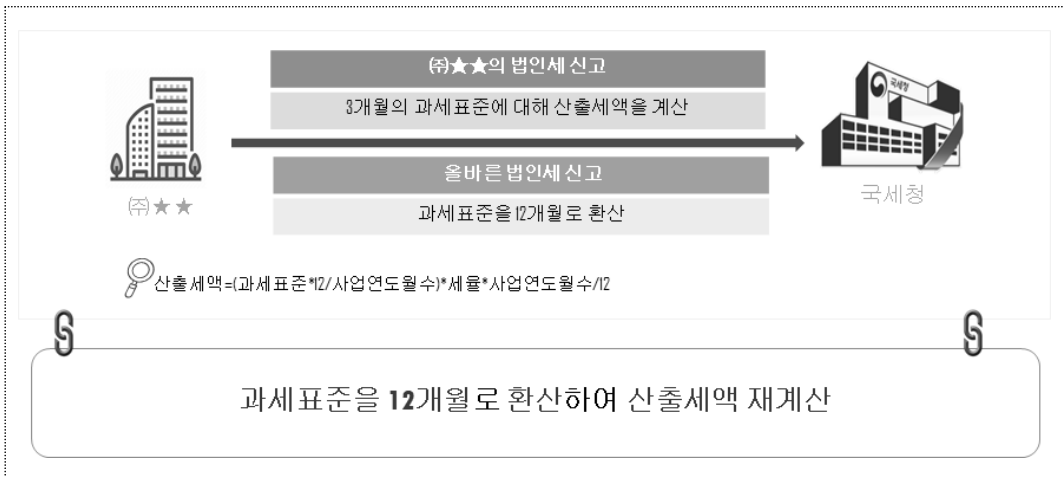 ㈜★★의 법인세 신고
3개월의 과세표준에 대해 산출세액을 계산
국세청
올바른 법인세 신고
과세표준을 12개월로 환산
㈜★★
국세청
산출세액=(과세표준*12/사업연도월수)*세율*사업연도월수/12
과세표준을 12개월로 환산하여 산출세액 재계산